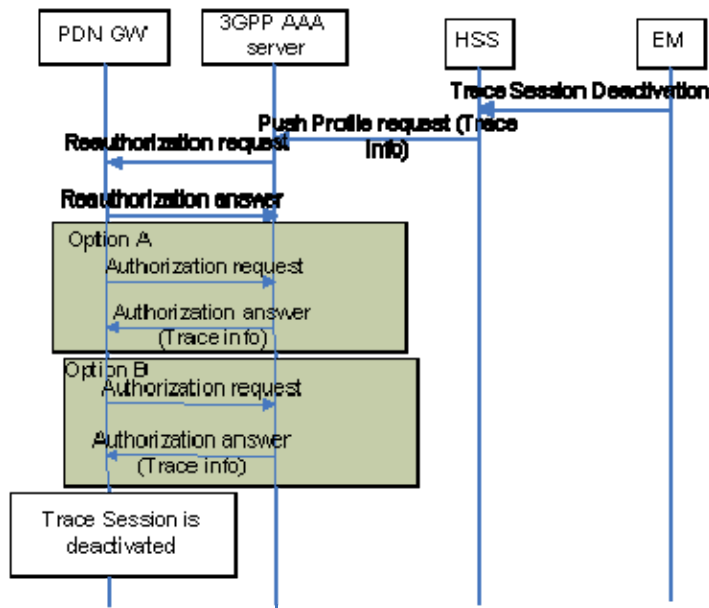 PDN GW
3GPP AAA
server
HSS
EM
Trace Session Deactivation
Push Profile request (Trace
Info)
Reauthorization request
Reauthorization answer
Option A
Authorization request
Authorization answer
(Trace info)
Option B
Authorization request
Authorization answer
(Trace info)
Trace Session is
deactivated